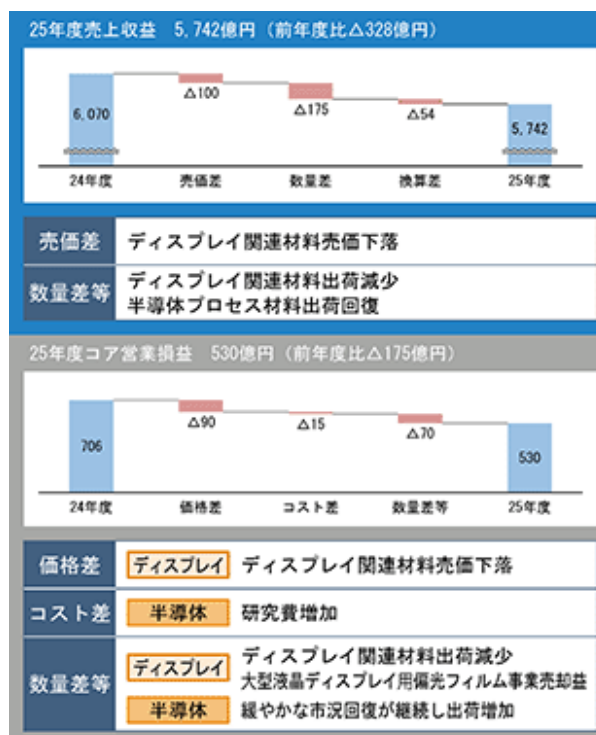 25年度売上収益　5,742億円（前年度比△328億円）
6,070
△100
△175
△54
5,742
24年度　売価差　数量差　換算差　25年度
売価差　ディスプレイ関連材料売価下落
数量差等　ディスプレイ関連材料出荷減少
半導体プロセス材料出荷回復
25年度コア営業損益　530億円（前年度比△175億円）
706
△90
△15
△70
530
24年度　価格差　コスト差　数量差等　25年度
価格差　ディスプレイ　ディスプレイ関連材料売価下落
コスト差　半導体　研究費増加
数量差等　ディスプレイ　ディスプレイ関連材料出荷減少
大型液晶ディスプレイ用偏光フィルム事業売却益
半導体　緩やかな市況回復が継続し出荷増加